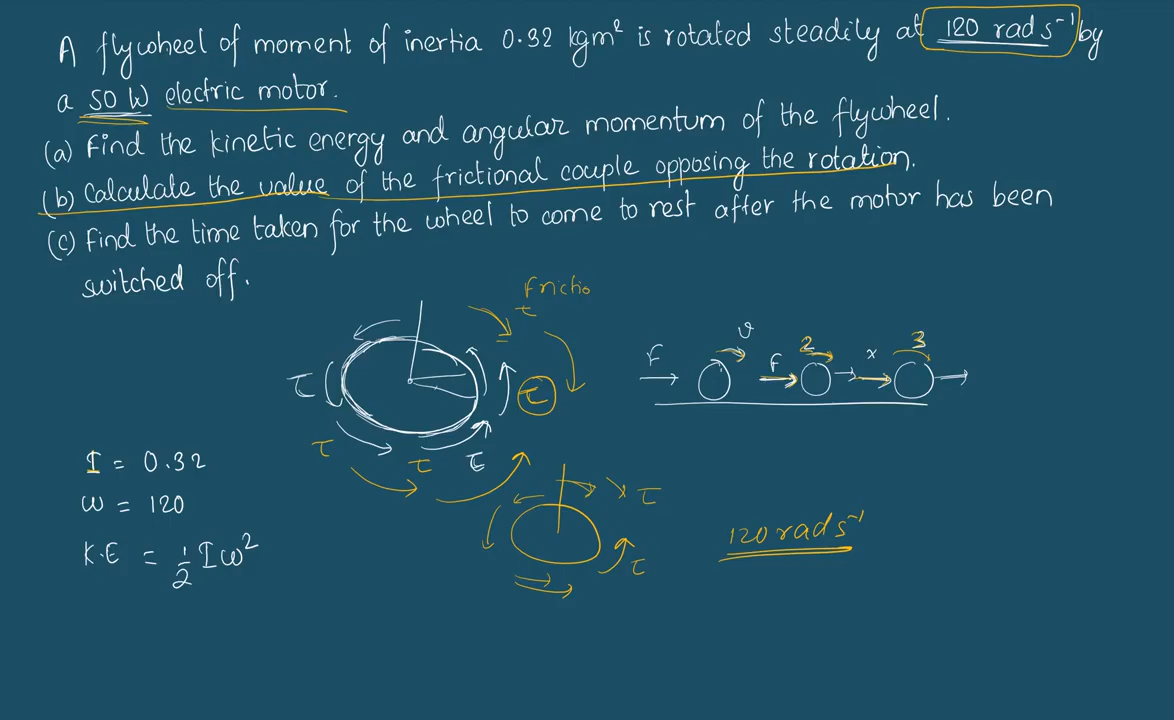 A flywheel of moment of inertia 0.32 kgm² is rotated steadily at 120 rad s⁻¹ by
a 50 W electric motor.
(a) Find the kinetic energy and angular momentum of the flywheel.
(b) Calculate the value of the frictional couple opposing the rotation.
(c) Find the time taken for the wheel to come to rest after the motor has been
switched off.
Frictio
τ
F υ F 2 x 3
τ τ
τ τ τ
I = 0.32
ω = 120
K.E = 1/2 Iω²
τ
τ
120 rad s⁻¹